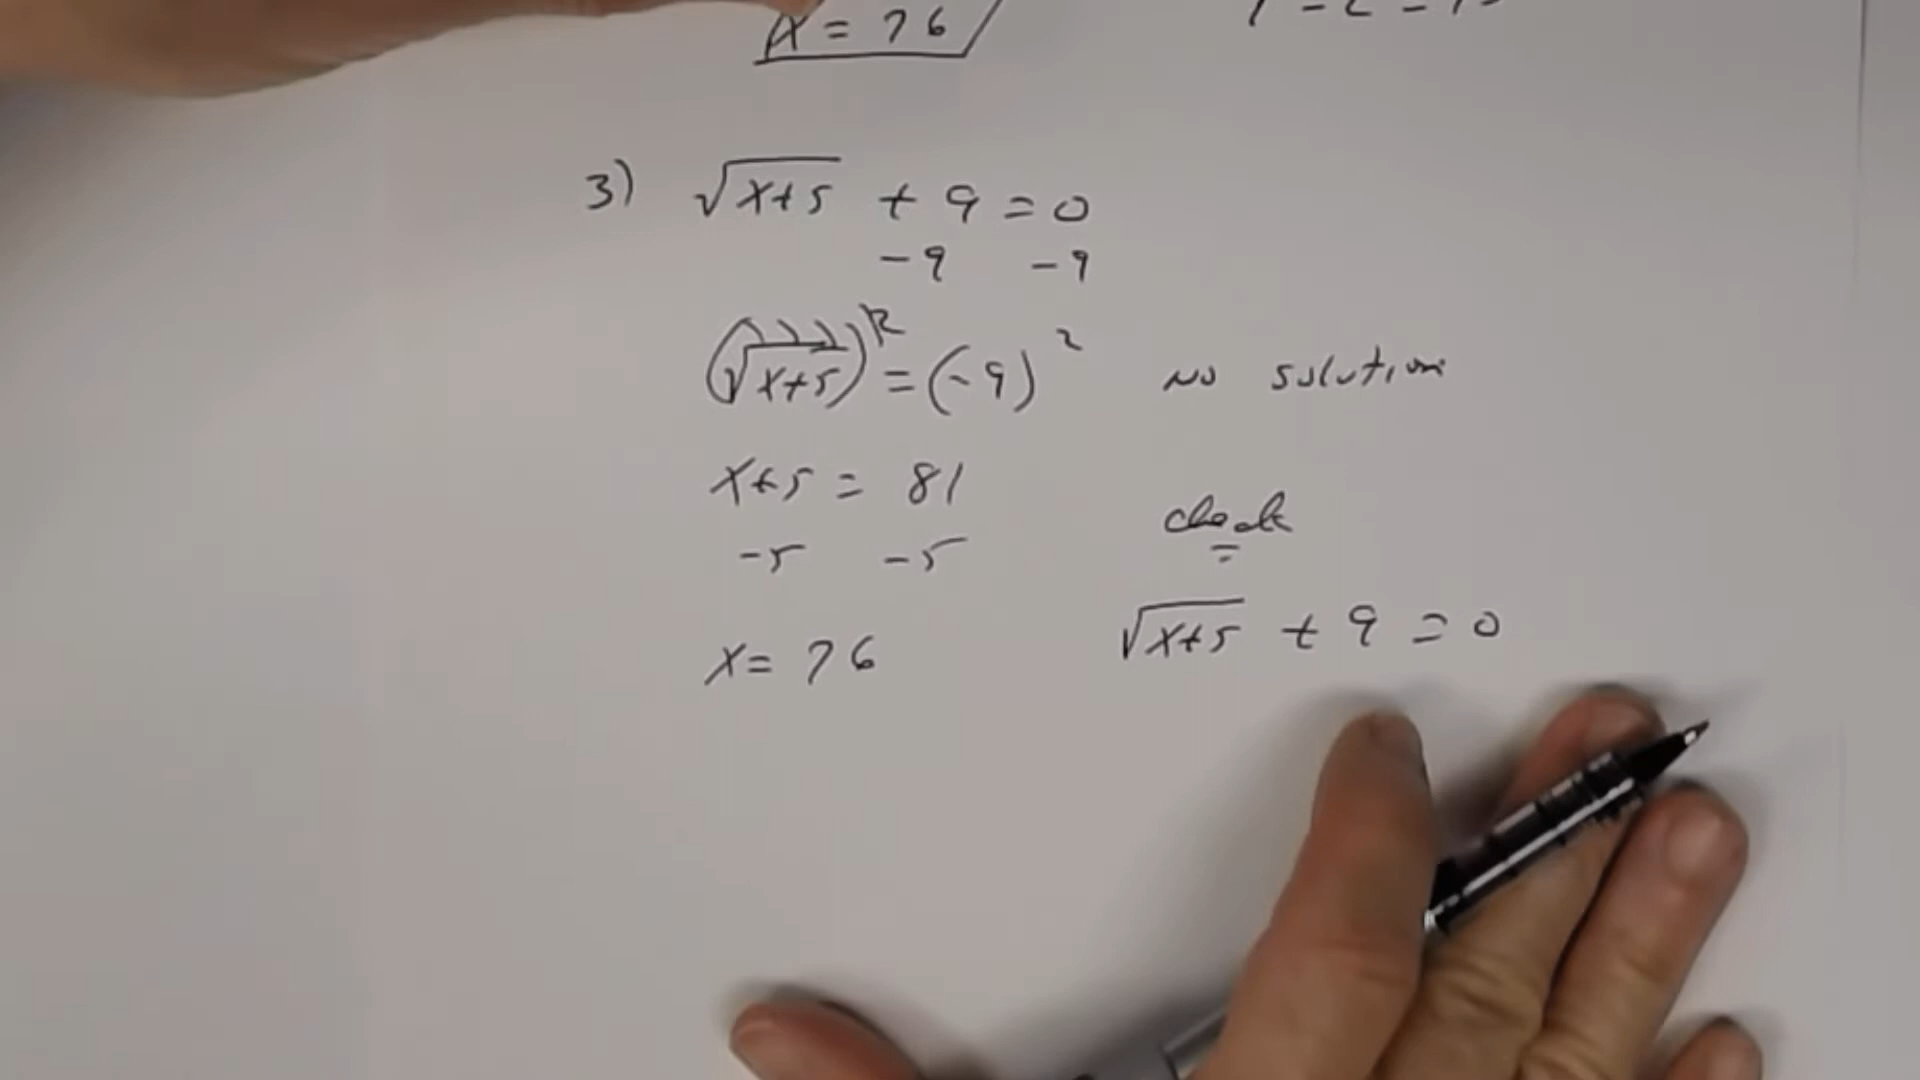 x = 76
3) √(x+5) + 9 = 0
-9 -9
(√(x+5))² = (-9)² no solution
x+5 = 81
check
-5 -5
√(x+5) + 9 = 0
x = 76